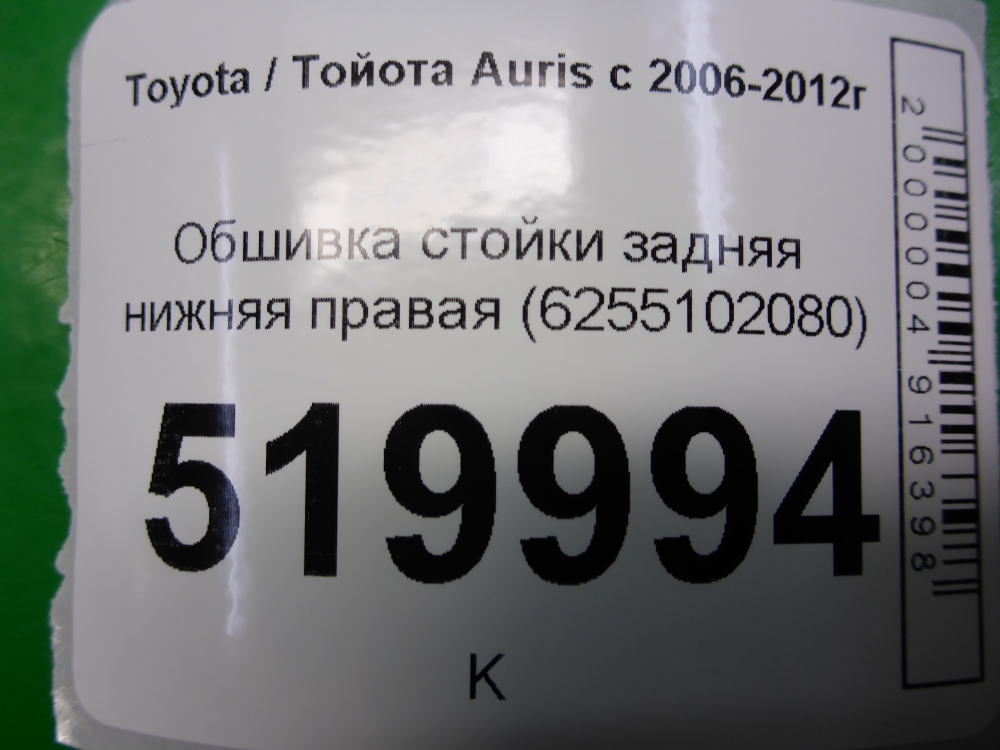 Toyota / Тойота Auris с 2006-2012г
Обшивка стойки задняя
нижняя правая (6255102080)
519994
К
2000004916398